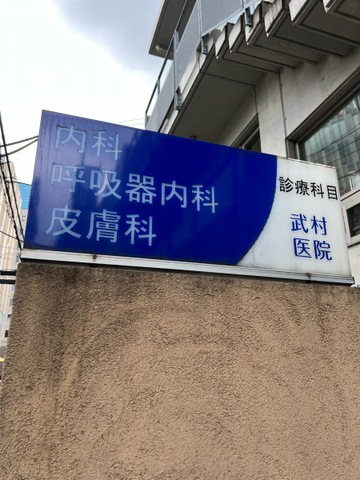 内科
呼吸器内科
皮膚科
診療科目
武村
医院